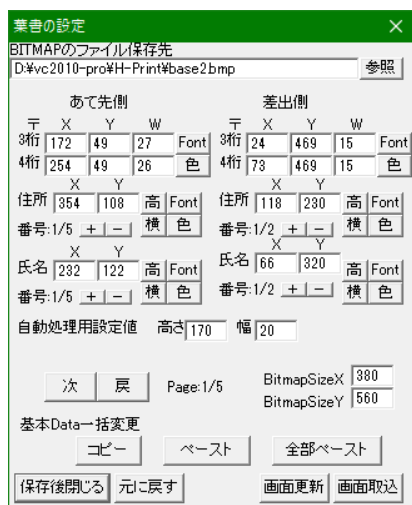 葉書の設定
BITMAPのファイル保存先
D:¥vc2010-pro¥H-Print¥base2.bmp 参照
あて先側 差出側
〒 X Y W 〒 X Y W
3桁 172 49 27 Font 3桁 24 469 15 Font
4桁 254 49 26 色 4桁 73 469 15 色
X Y X Y
住所 354 108 高 Font 住所 118 230 高 Font
番号:1/5 + - 横 色 番号:1/2 + - 横 色
X Y X Y
氏名 232 122 高 Font 氏名 66 320 高 Font
番号:1/5 + - 横 色 番号:1/2 + - 横 色
自動処理用設定値 高さ 170 幅 20
次 戻 Page:1/5 BitmapSizeX 380
BitmapSizeY 560
基本Data一括変更
コピー ペースト 全部ペースト
保存後閉じる 元に戻す 画面更新 画面取込